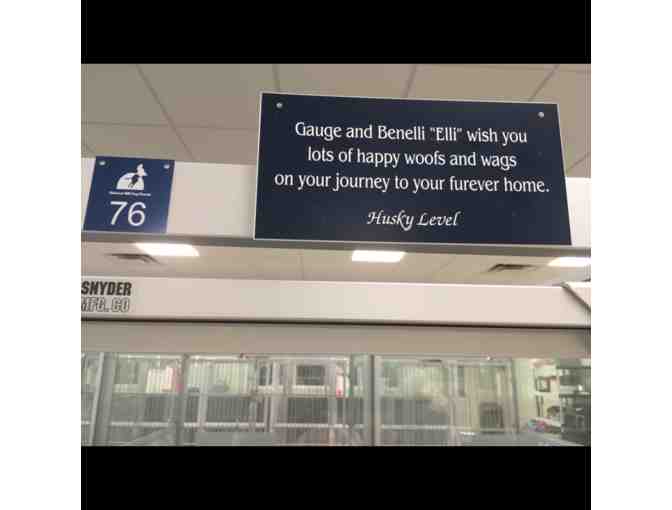 Gauge and Benelli "Elli" wish you
lots of happy woofs and wags
on your journey to your furever home.
Husky Level
76
SNYDER
MFG. CO